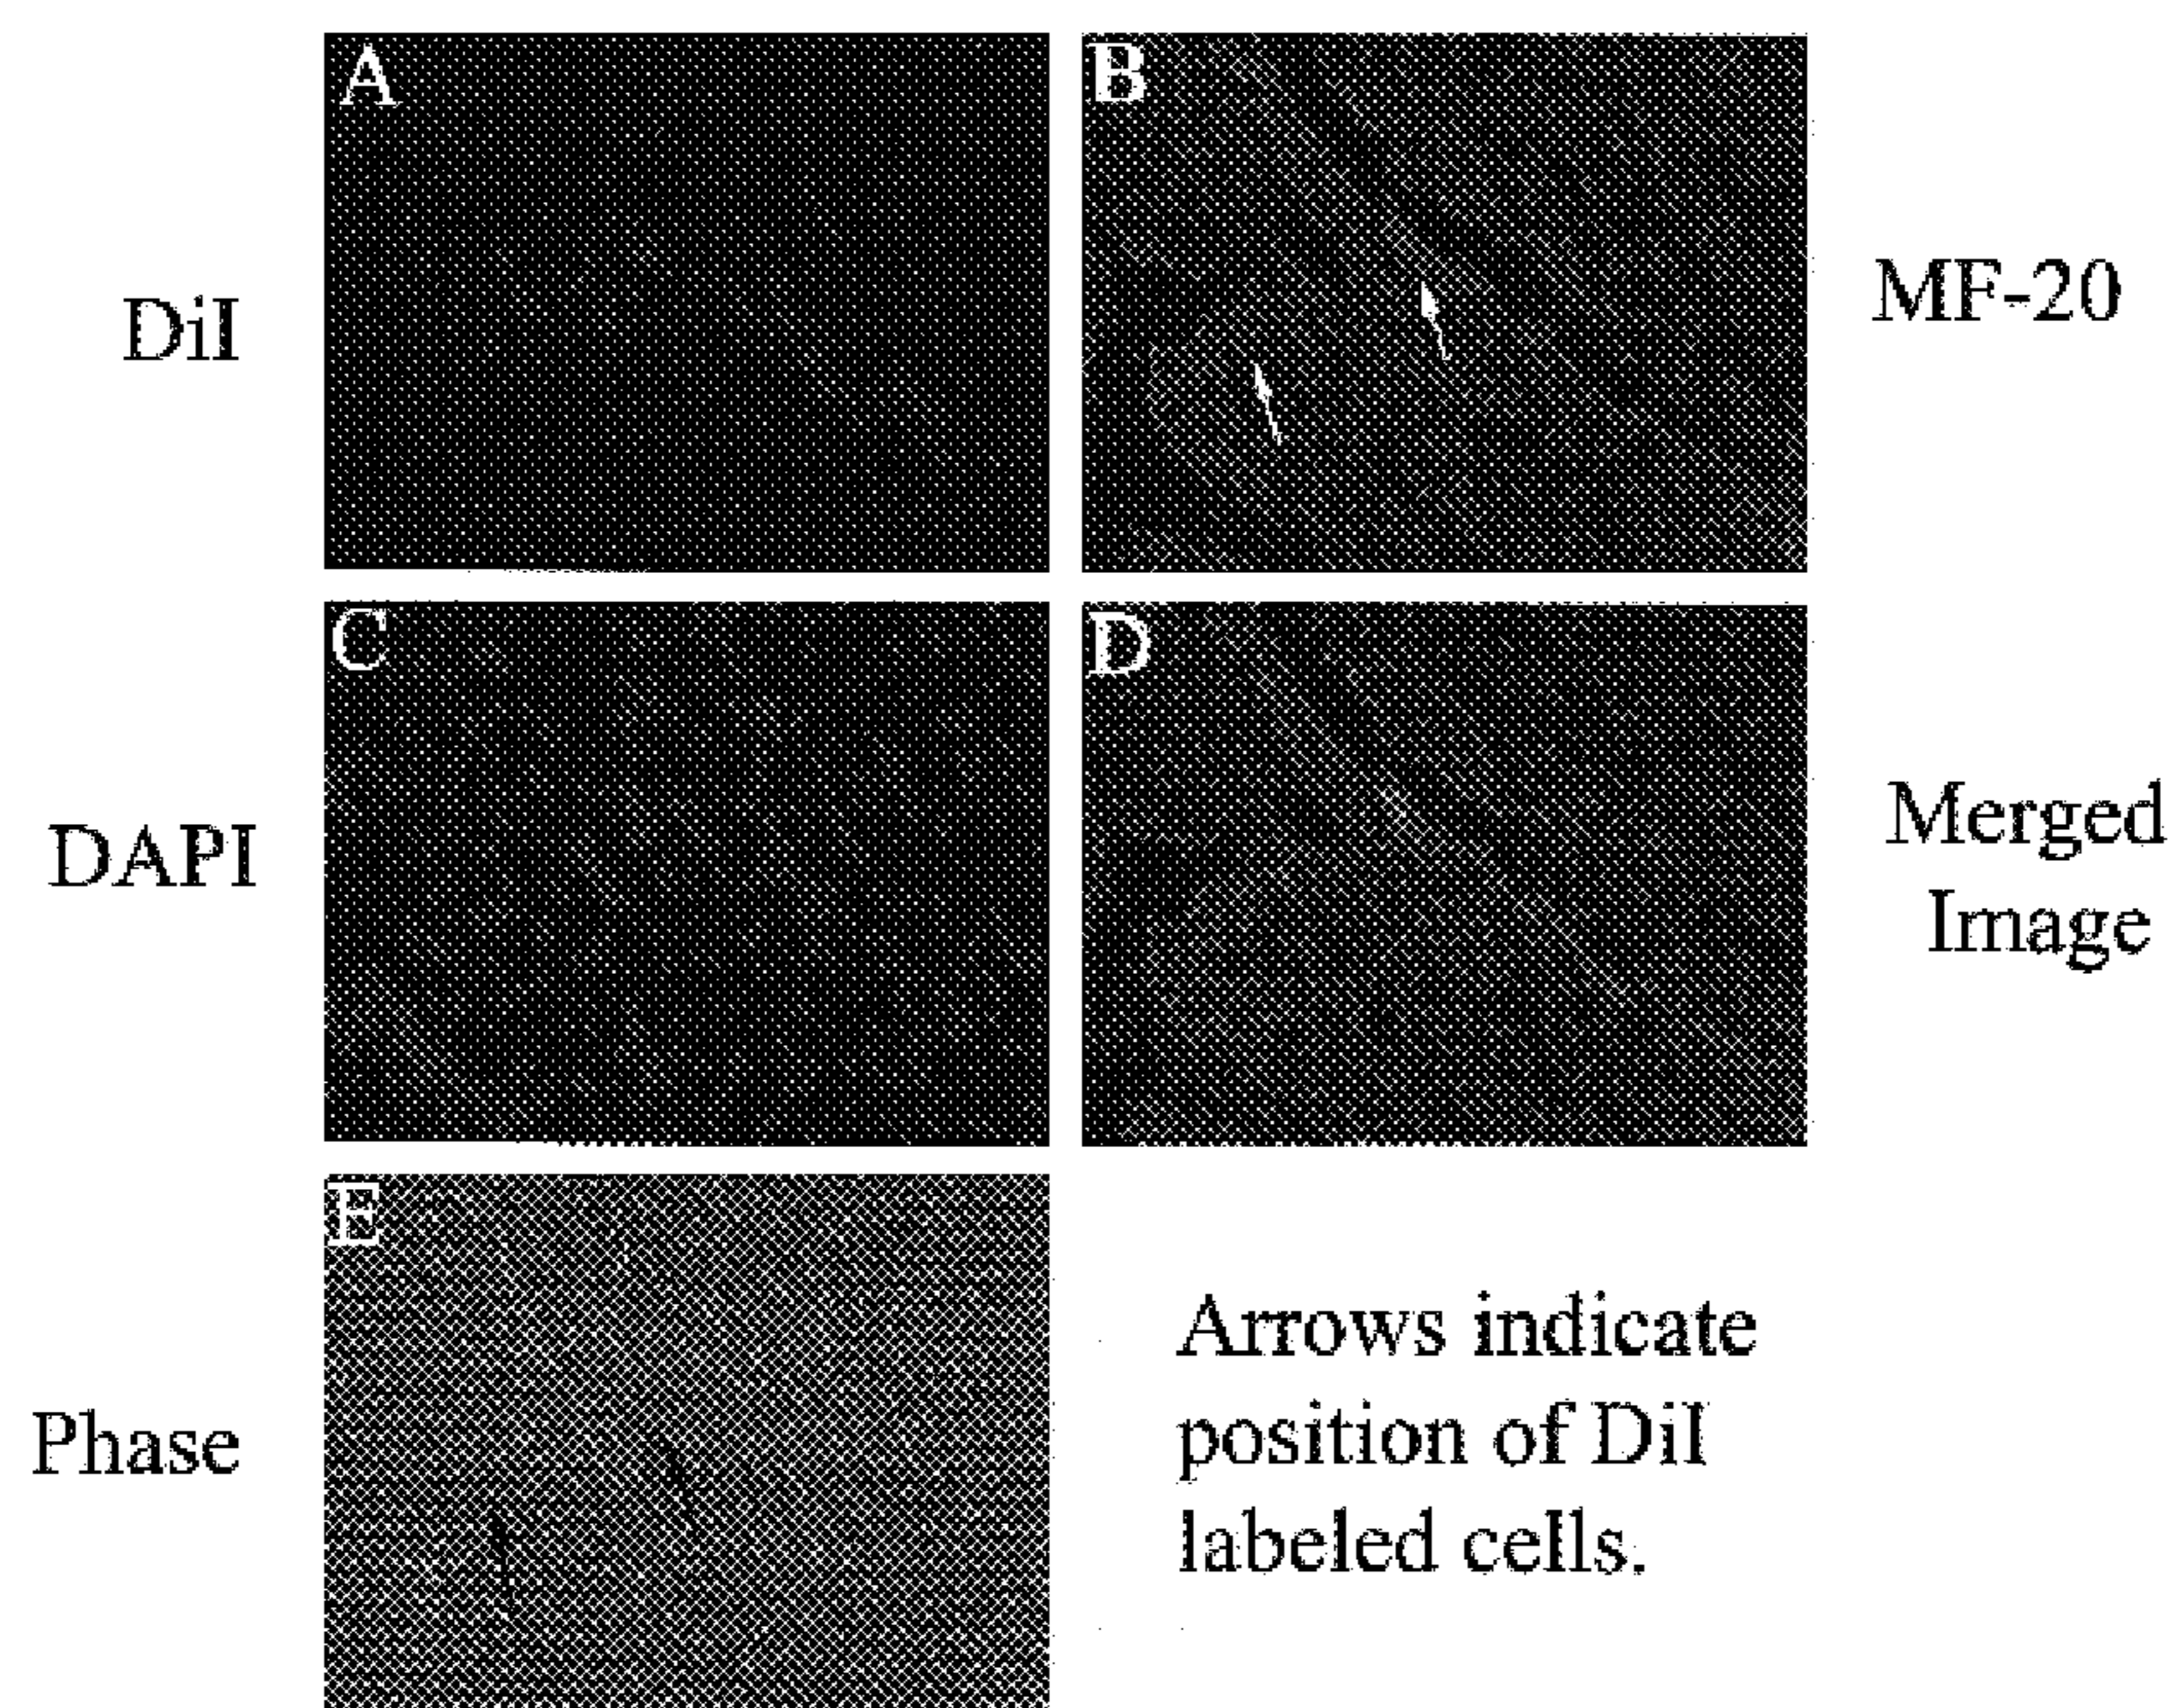 A
B
DiI
MF-20
C
D
DAPI
Merged
Image
E
Phase
Arrows indicate
position of DiI
labeled cells.